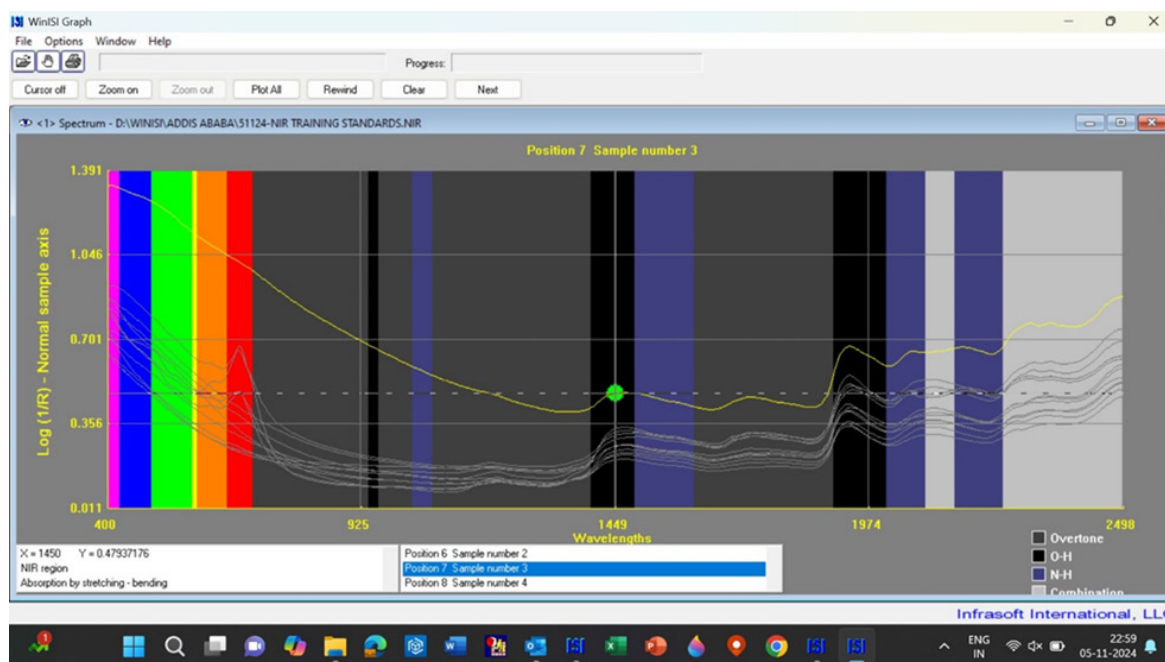 WinISI Graph
File Options Window Help
Progress:
Cursor off Zoom on Zoom out Plot All Rewind Clear Next
<1> Spectrum - D:\WINISI\ADDIS ABABA\51124-NIR TRAINING STANDARDS.NIR
Position 7 Sample number 3
Log (1/R) - Normal sample axis
1.391
1.046
0.701
0.356
0.011
400 925 1449 1974 2498
Wavelengths
Overtone
O-H
N-H
Combination
X = 1450 Y = 0.47937176
NIR region
Absorption by stretching - bending
Position 6 Sample number 2
Position 7 Sample number 3
Position 8 Sample number 4
Infrasoft International, LLC
1
ENG
IN
22:59
05-11-2024